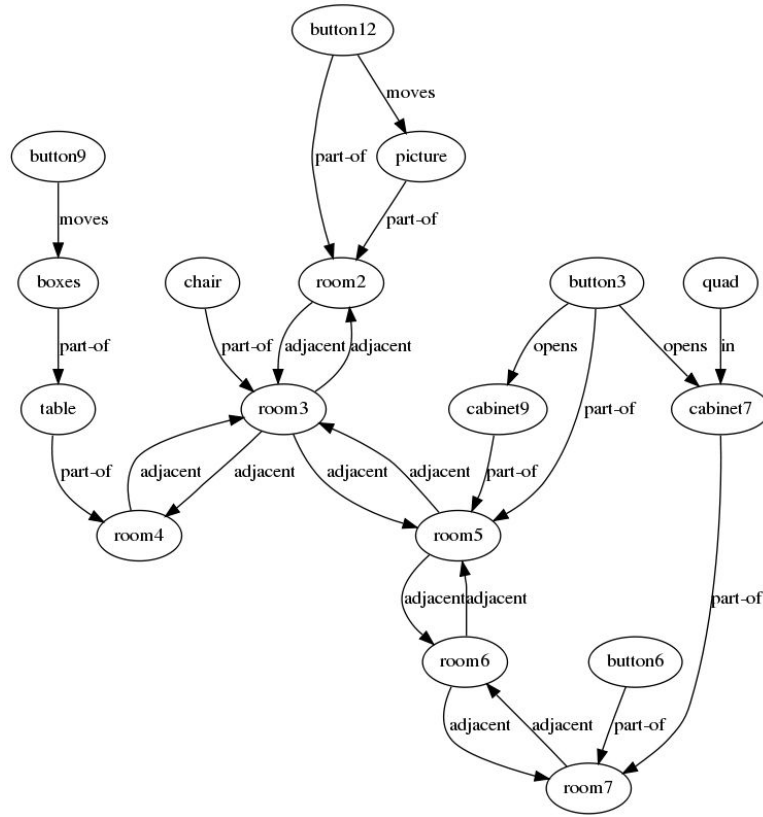 button12
moves
button9
part-of
picture
moves
part-of
boxes
chair
room2
button3
quad
part-of
part-of
adjacent
adjacent
opens
opens
in
table
room3
cabinet9
part-of
cabinet7
part-of
adjacent
adjacent
adjacent
adjacent
part-of
room4
room5
adjacent
adjacent
part-of
room6
button6
adjacent
adjacent
part-of
room7